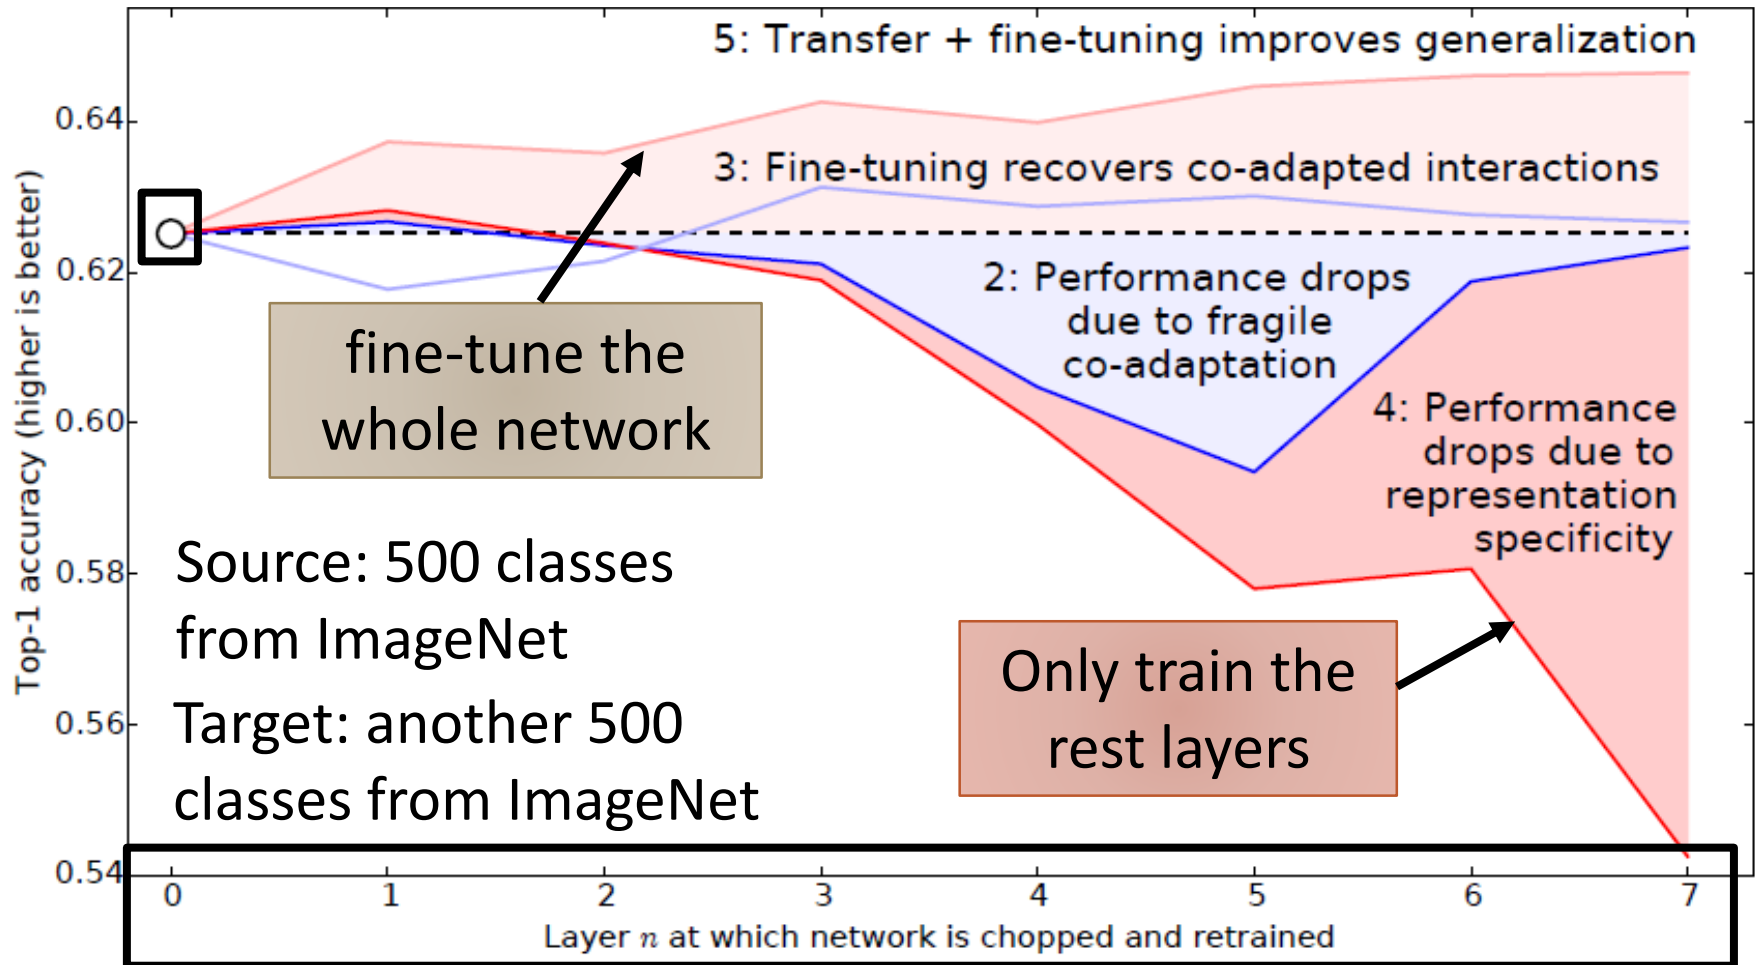 5: Transfer + fine-tuning improves generalization
3: Fine-tuning recovers co-adapted interactions
2: Performance drops
due to fragile
co-adaptation
4: Performance
drops due to
representation
specificity
fine-tune the
whole network
Source: 500 classes
from ImageNet
Target: another 500
classes from ImageNet
Only train the
rest layers
Top-1 accuracy (higher is better)
0.64
0.62
0.60
0.58
0.56
0.54
0 1 2 3 4 5 6 7
Layer n at which network is chopped and retrained